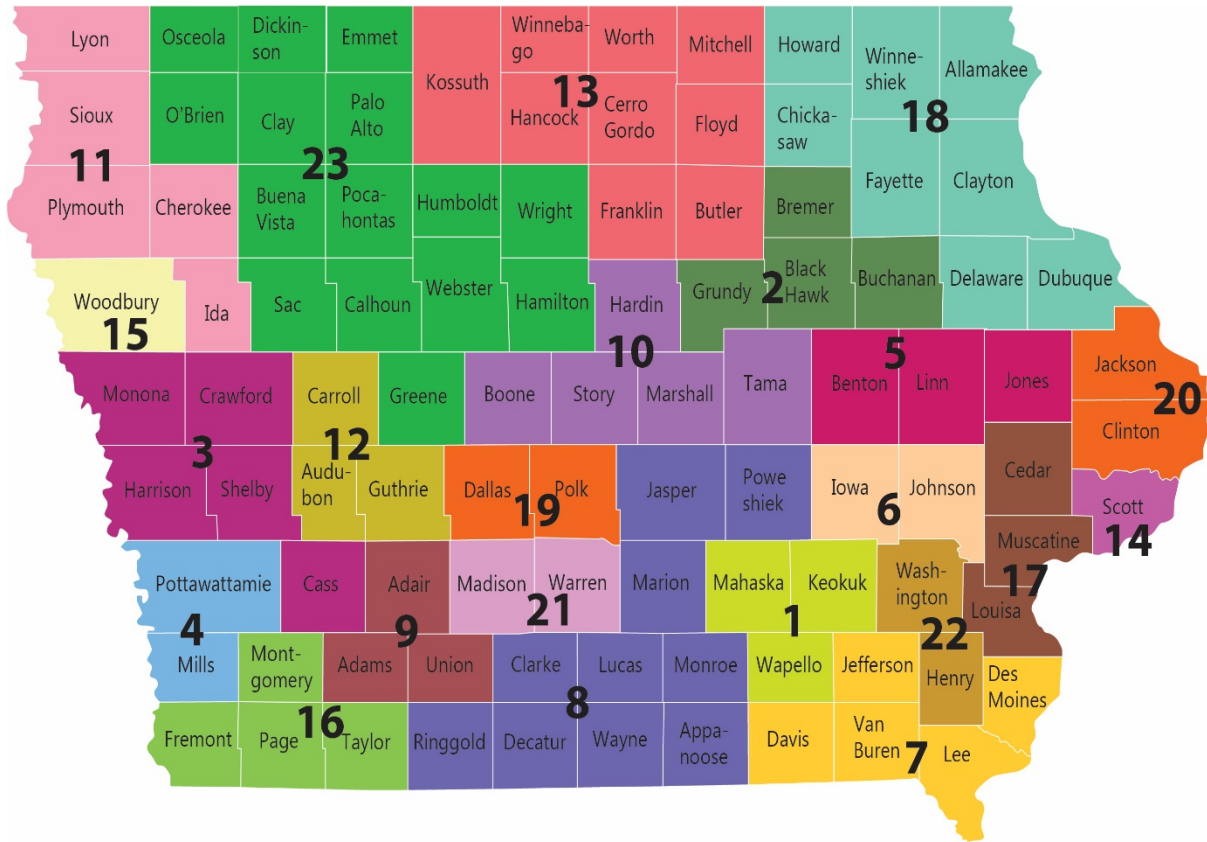 Lyon
Osceola
Dickin-
son
Emmet
Kossuth
Winneba-
go
Worth
Mitchell
Howard
Winne-
shiek
Allamakee
13
18
Sioux
O'Brien
Clay
Palo
Alto
Hancock
Cerro
Gordo
Floyd
Chicka-
saw
11
23
Plymouth
Cherokee
Buena
Vista
Poca-
hontas
Humboldt
Wright
Franklin
Butler
Bremer
Fayette
Clayton
Woodbury
Ida
Sac
Calhoun
Webster
Hamilton
Hardin
Grundy
2
Black
Hawk
Buchanan
Delaware
Dubuque
15
10
5
Monona
Crawford
Carroll
Greene
Boone
Story
Marshall
Tama
Benton
Linn
Jones
Jackson
20
Clinton
3
12
Harrison
Shelby
Audu-
bon
Guthrie
Dallas
Polk
Jasper
Powe
shiek
Iowa
Johnson
Cedar
Scott
19
6
14
Muscatine
17
Pottawattamie
Cass
Adair
Madison
Warren
Marion
Mahaska
Keokuk
Wash-
ington
Louisa
4
9
21
1
22
Mills
Mont-
gomery
Adams
Union
Clarke
Lucas
Monroe
Wapello
Jefferson
Henry
Des
Moines
16
8
Fremont
Page
Taylor
Ringgold
Decatur
Wayne
Appa-
noose
Davis
Van
Buren
7
Lee